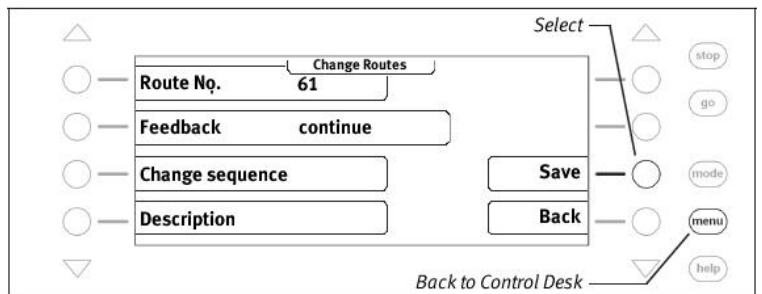 Select
stop
Change Routes
Route No. 61
go
Feedback continue
Change sequence Save
mode
Description Back
menu
help
Back to Control Desk